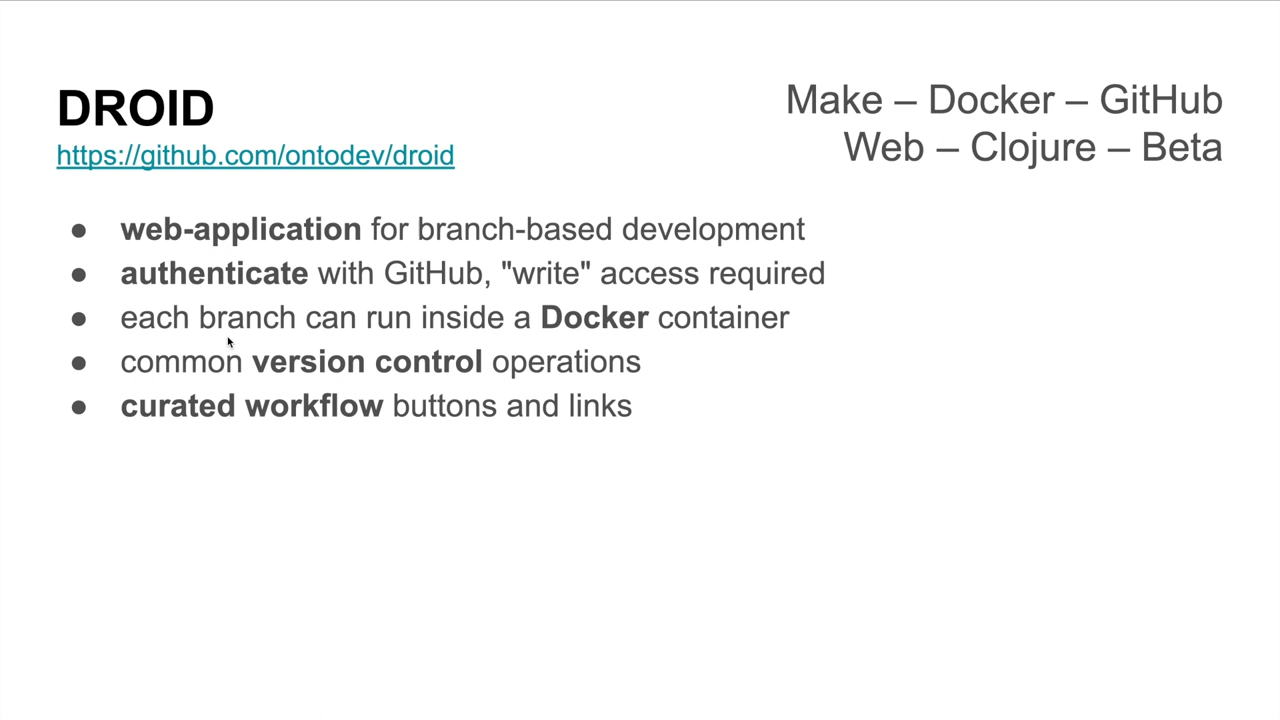 DROID
https://github.com/ontodev/droid
Make – Docker – GitHub
Web – Clojure – Beta
● web-application for branch-based development
● authenticate with GitHub, "write" access required
● each branch can run inside a Docker container
● common version control operations
● curated workflow buttons and links